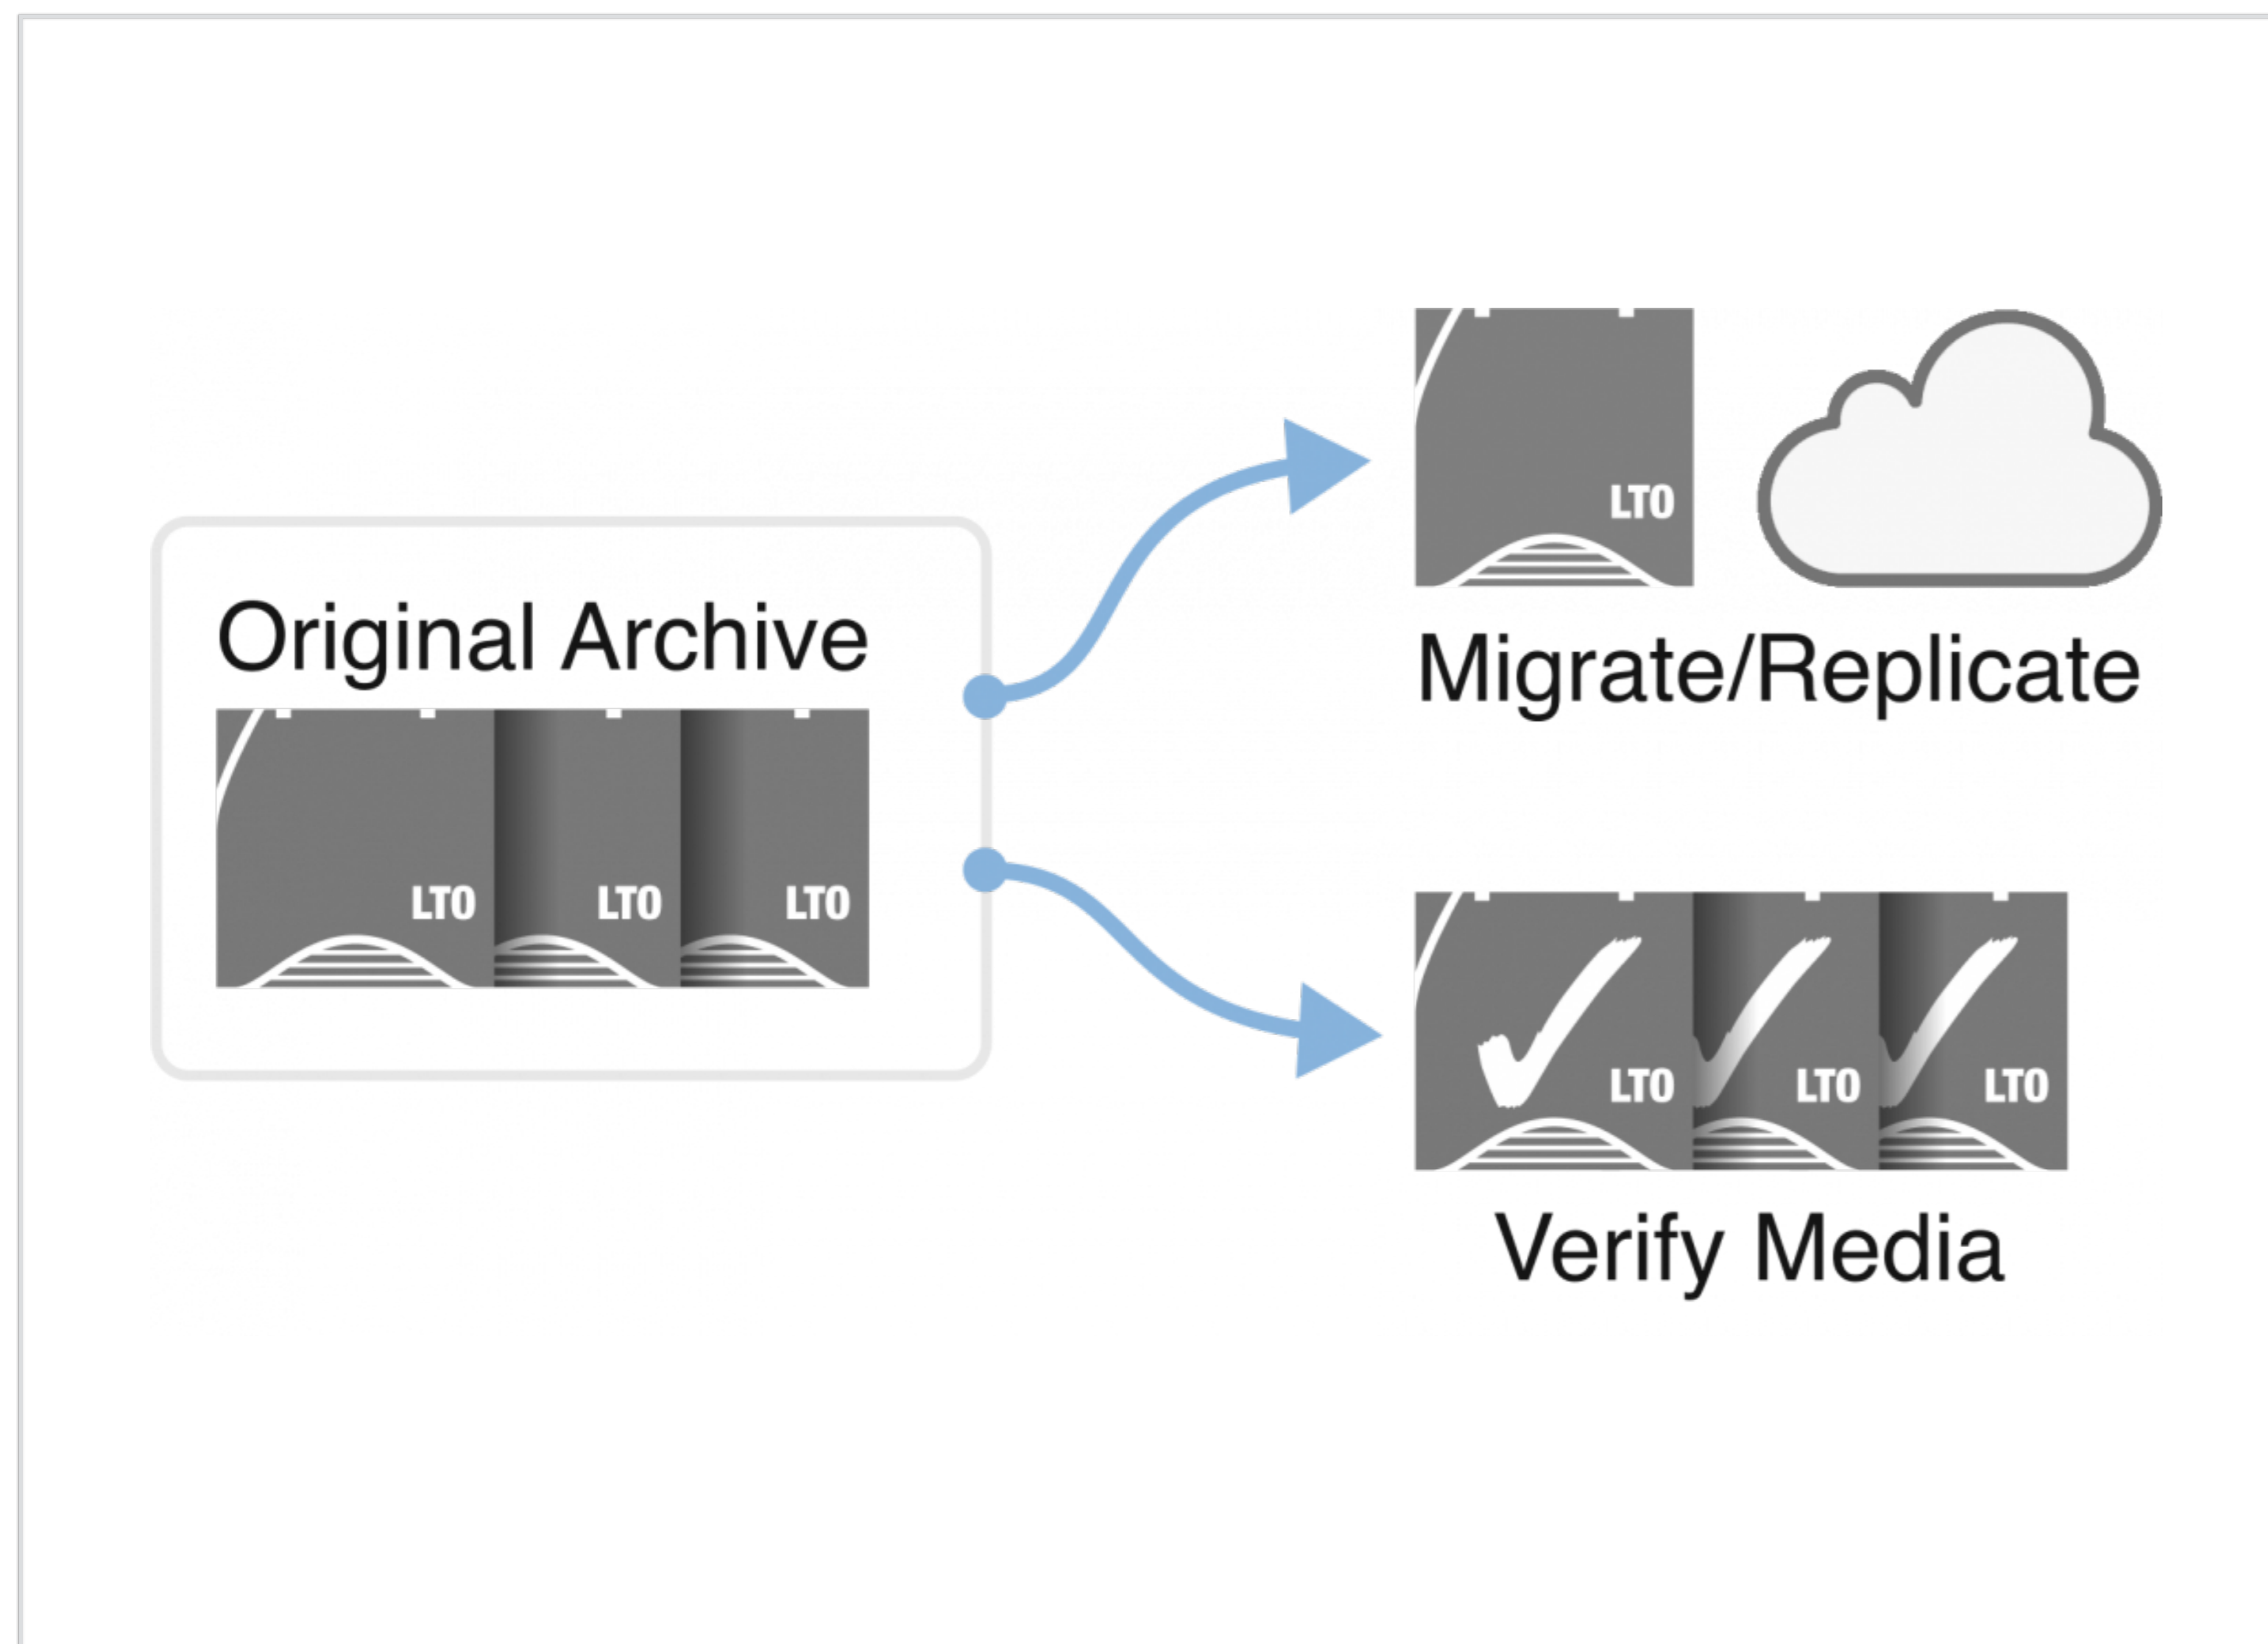 Original Archive
LTO LTO LTO
LTO
Migrate/Replicate
LTO LTO LTO
Verify Media